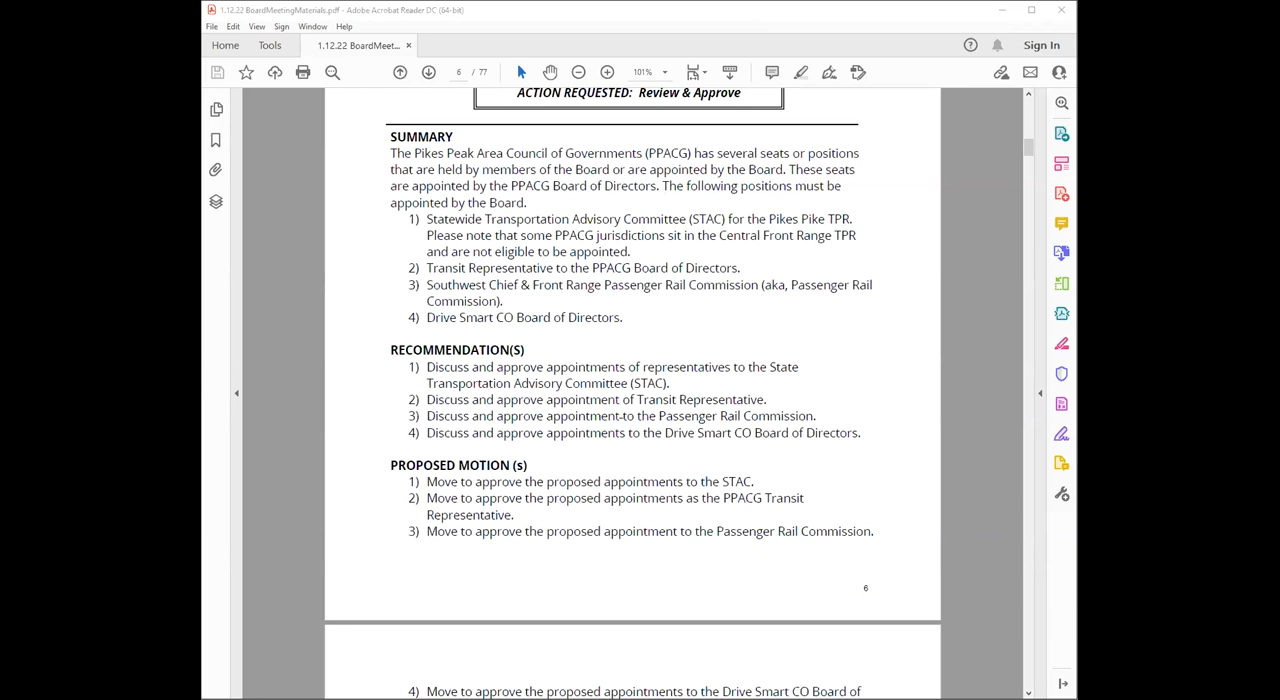 1.12.22 BoardMeetingMaterials.pdf - Adobe Acrobat Reader DC (64-bit)
File Edit View Sign Window Help
Home Tools 1.12.22 BoardMeet... × Sign In
6 / 77 101%
ACTION REQUESTED: Review & Approve
SUMMARY
The Pikes Peak Area Council of Governments (PPACG) has several seats or positions
that are held by members of the Board or are appointed by the Board. These seats
are appointed by the PPACG Board of Directors. The following positions must be
appointed by the Board.
1) Statewide Transportation Advisory Committee (STAC) for the Pikes Pike TPR.
Please note that some PPACG jurisdictions sit in the Central Front Range TPR
and are not eligible to be appointed.
2) Transit Representative to the PPACG Board of Directors.
3) Southwest Chief & Front Range Passenger Rail Commission (aka, Passenger Rail
Commission).
4) Drive Smart CO Board of Directors.
RECOMMENDATION(S)
1) Discuss and approve appointments of representatives to the State
Transportation Advisory Committee (STAC).
2) Discuss and approve appointment of Transit Representative.
3) Discuss and approve appointment-to the Passenger Rail Commission.
4) Discuss and approve appointments to the Drive Smart CO Board of Directors.
PROPOSED MOTION (s)
1) Move to approve the proposed appointments to the STAC.
2) Move to approve the proposed appointments as the PPACG Transit
Representative.
3) Move to approve the proposed appointment to the Passenger Rail Commission.
6
4) Move to approve the proposed appointments to the Drive Smart CO Board of